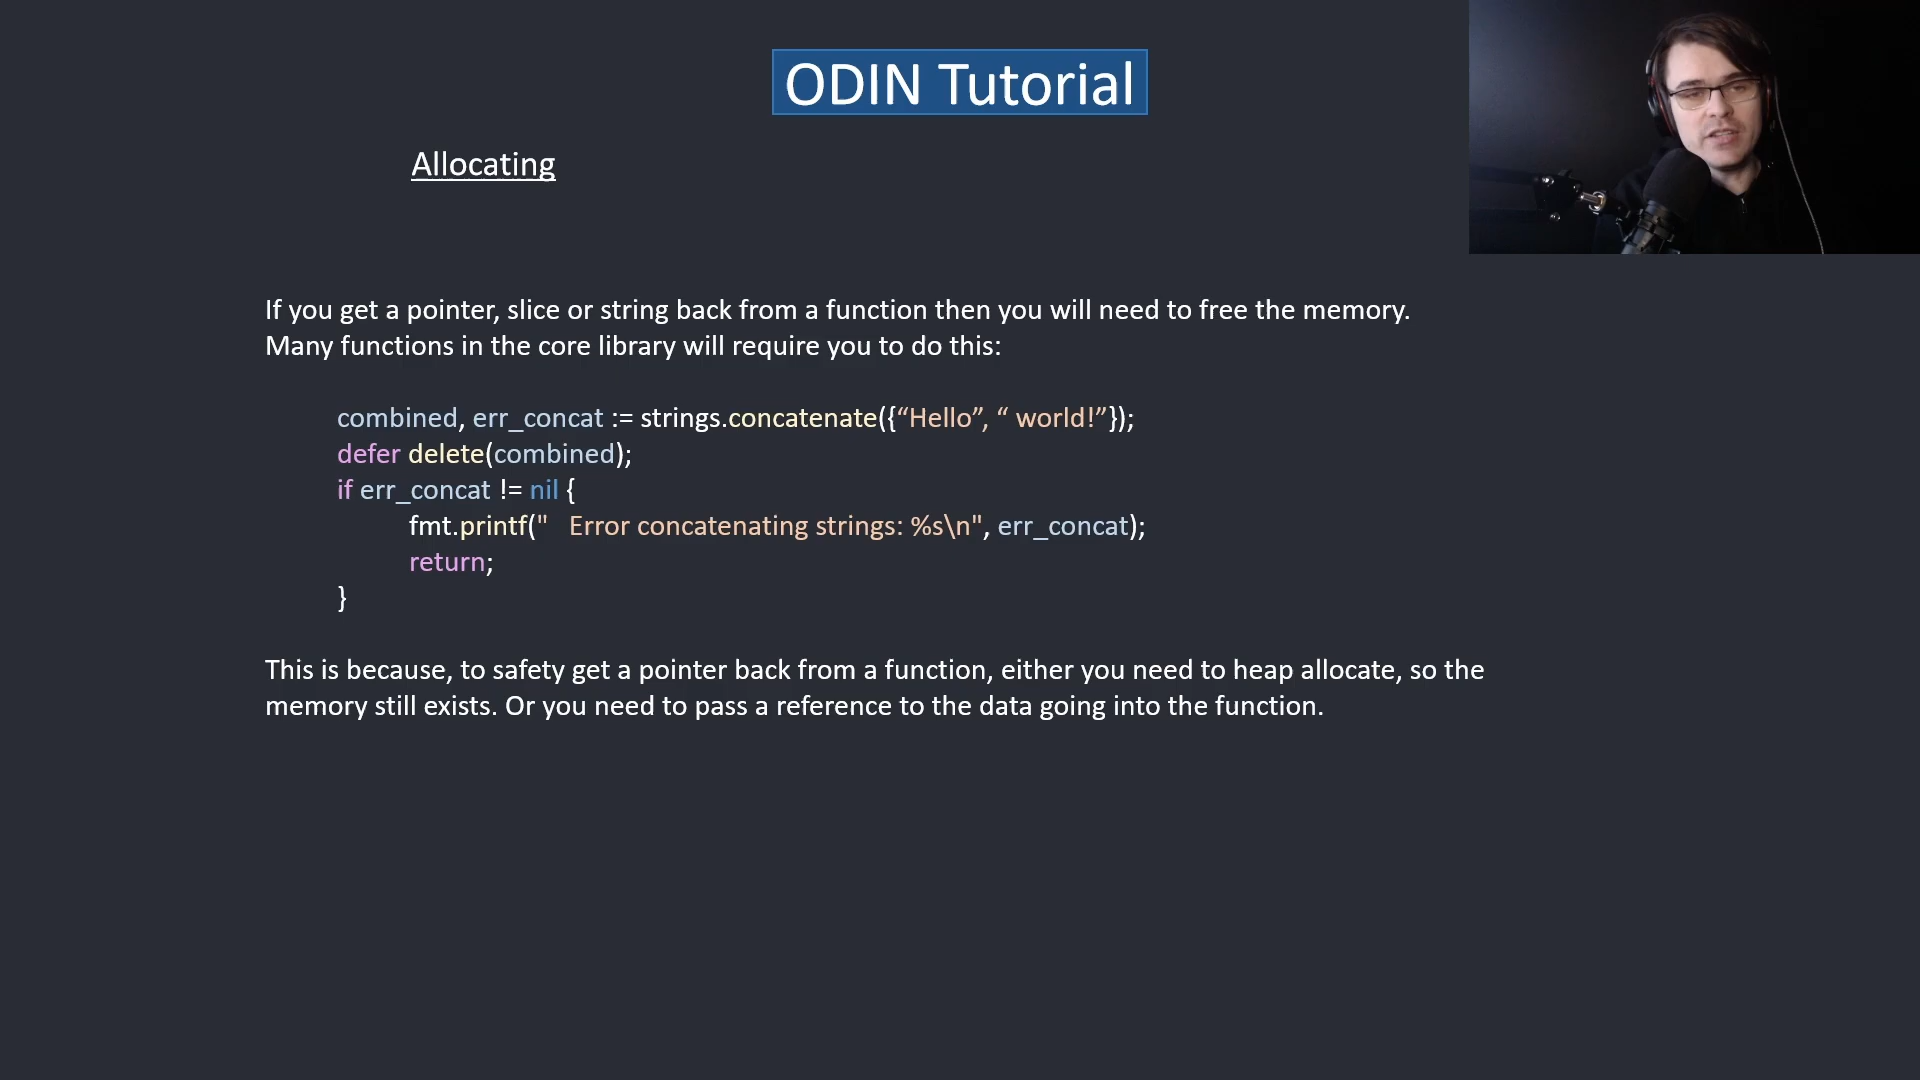 ODIN Tutorial
Allocating
If you get a pointer, slice or string back from a function then you will need to free the memory.
Many functions in the core library will require you to do this:
combined, err_concat := strings.concatenate({“Hello”, “ world!”});
defer delete(combined);
if err_concat != nil {
fmt.printf("   Error concatenating strings: %s\n", err_concat);
return;
}
This is because, to safety get a pointer back from a function, either you need to heap allocate, so the
memory still exists. Or you need to pass a reference to the data going into the function.